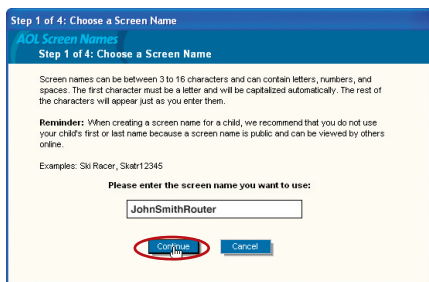 Step 1 of 4: Choose a Screen Name
AOL Screen Names
Step 1 of 4: Choose a Screen Name
Screen names can be between 3 to 16 characters and can contain letters, numbers, and
spaces. The first character must be a letter and will be capitalized automatically. The rest of
the characters will appear just as you enter them.
Reminder: When creating a screen name for a child, we recommend that you do not use
your child's first or last name because a screen name is public and can be viewed by others
online.
Examples: Ski Racer, Skatr12345
Please enter the screen name you want to use:
JohnSmithRouter
Continue Cancel